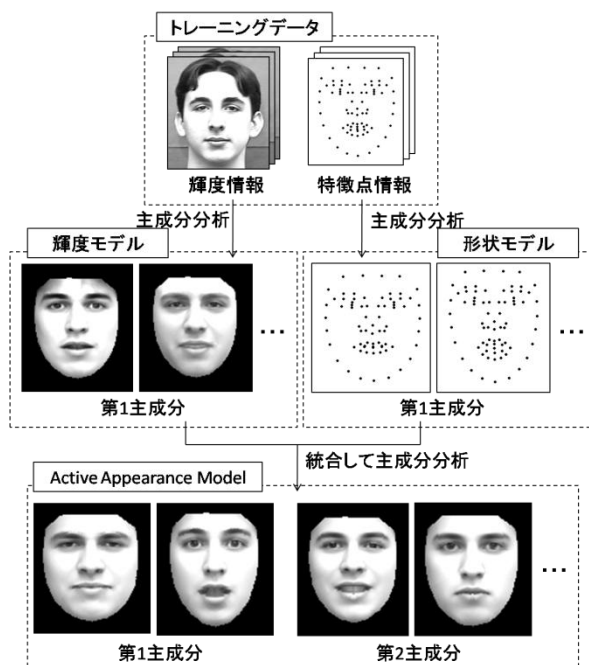 トレーニングデータ
輝度情報
特徴点情報
主成分分析
主成分分析
輝度モデル
形状モデル
...
...
第1主成分
第1主成分
統合して主成分分析
Active Appearance Model
...
第1主成分
第2主成分